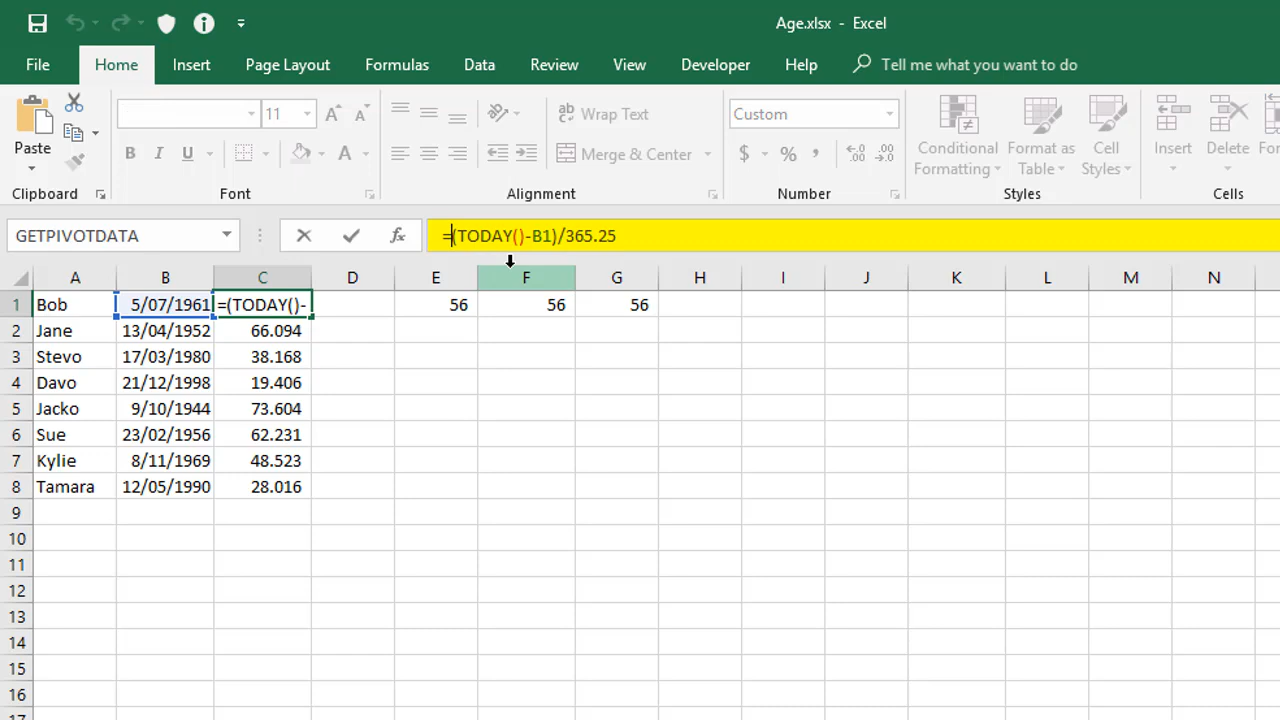 Age.xlsx - Excel
File Home Insert Page Layout Formulas Data Review View Developer Help Tell me what you want to do
11 Wrap Text Custom
Paste B I U A Merge & Center $ % , Conditional Formatting Format as Table Cell Styles Insert Delete
Clipboard Font Alignment Number Styles Cells
GETPIVOTDATA fx =(TODAY()-B1)/365.25
A B C D E F G H I J K L M N
1 Bob 5/07/1961 =(TODAY()- 56 56 56
2 Jane 13/04/1952 66.094
3 Stevo 17/03/1980 38.168
4 Davo 21/12/1998 19.406
5 Jacko 9/10/1944 73.604
6 Sue 23/02/1956 62.231
7 Kylie 8/11/1969 48.523
8 Tamara 12/05/1990 28.016
9
10
11
12
13
14
15
16
17